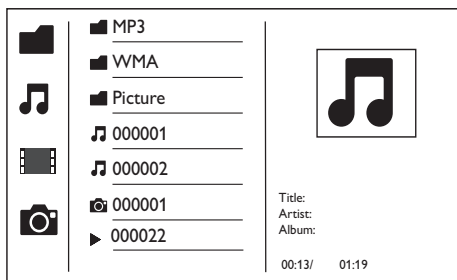 MP3
WMA
Picture
000001
000002
000001
000022
Title:
Artist:
Album:
00:13/ 01:19